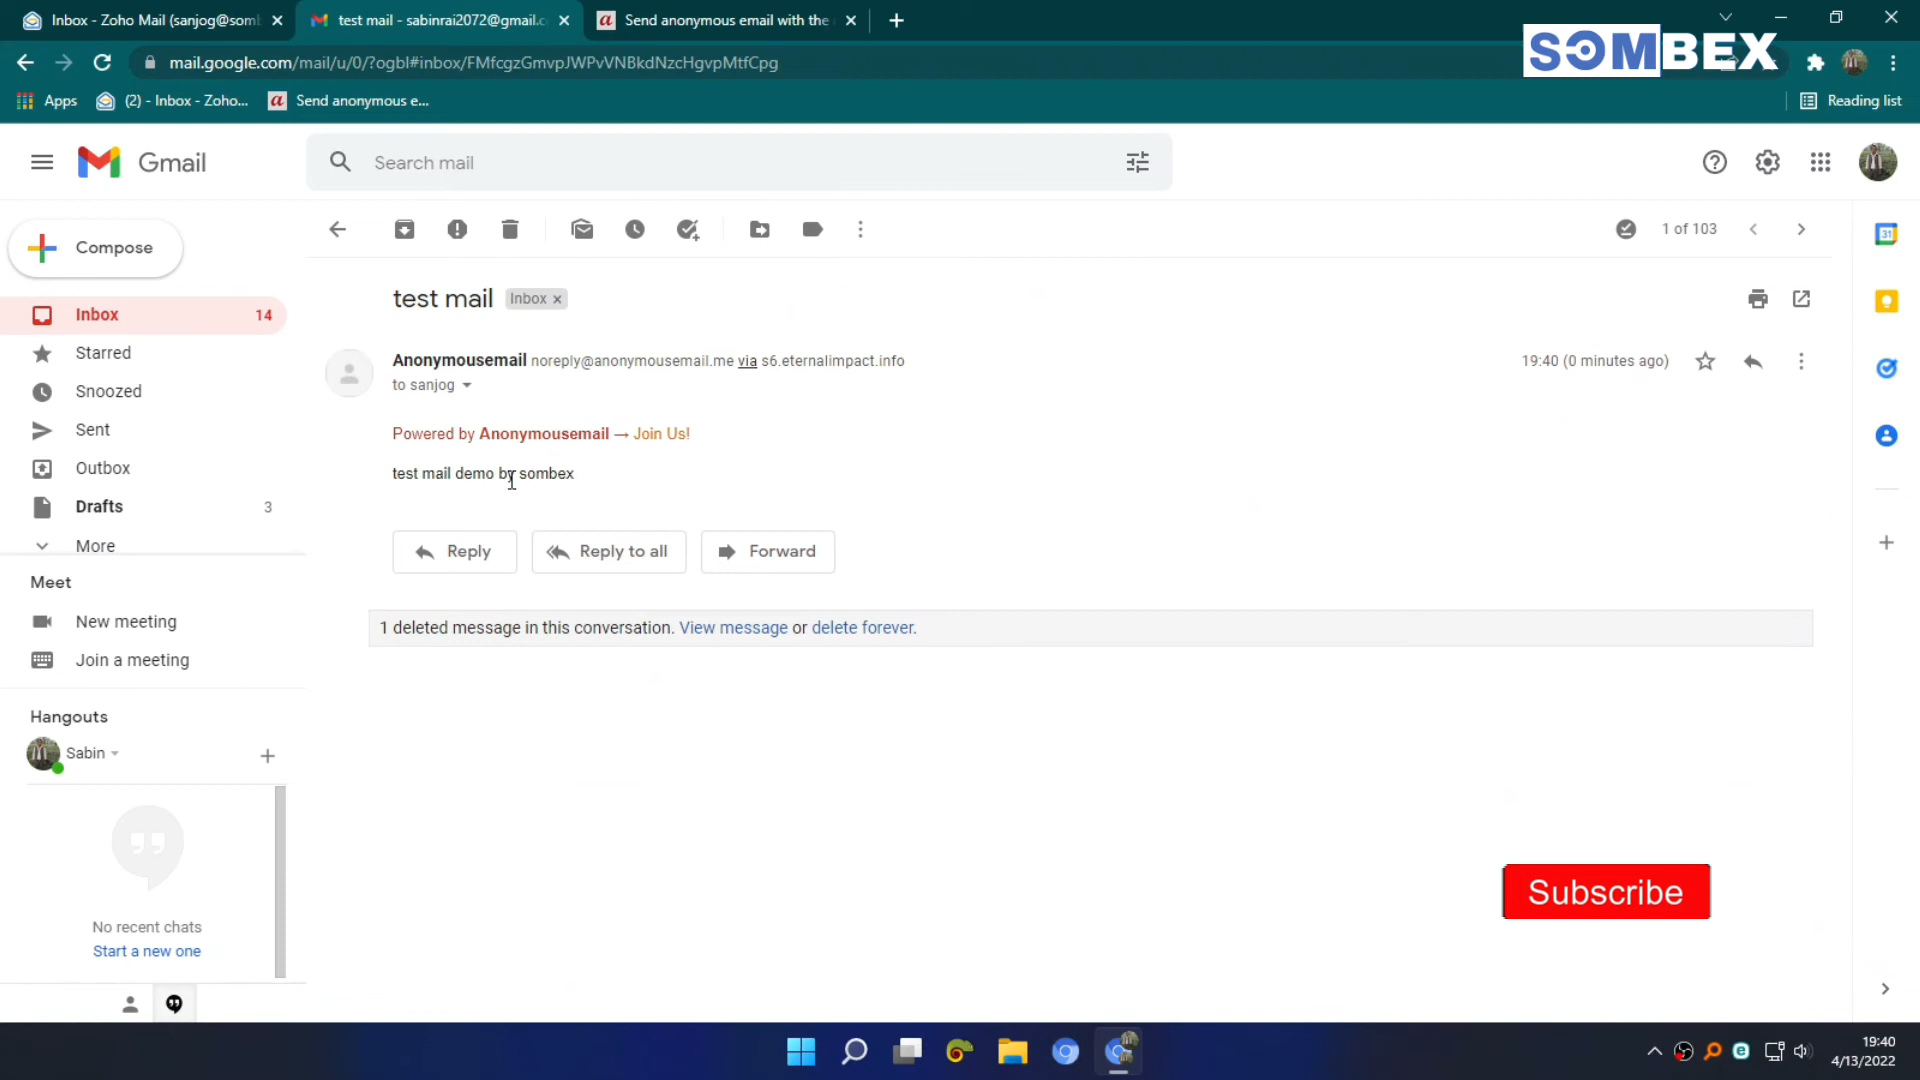 Inbox - Zoho Mail (sanjog@somb
test mail - sabinrai2072@gmail.c
Send anonymous email with the
mail.google.com/mail/u/0/?ogbl#inbox/FMfcgzGmvpJWPvVNBkdNzcHgvpMtfCpg
SOMBEX
Apps
(2) - Inbox - Zoho...
Send anonymous e...
Reading list
Gmail
Search mail
Compose
1 of 103
test mail
Inbox ×
Inbox 14
Starred
Snoozed
Sent
Outbox
Drafts 3
More
Anonymousemail noreply@anonymousemail.me via s6.eternalimpact.info
19:40 (0 minutes ago)
to sanjog
Powered by Anonymousemail → Join Us!
test mail demo by sombex
Reply
Reply to all
Forward
1 deleted message in this conversation. View message or delete forever.
Meet
New meeting
Join a meeting
Hangouts
Sabin
No recent chats
Start a new one
Subscribe
31
19:40
4/13/2022